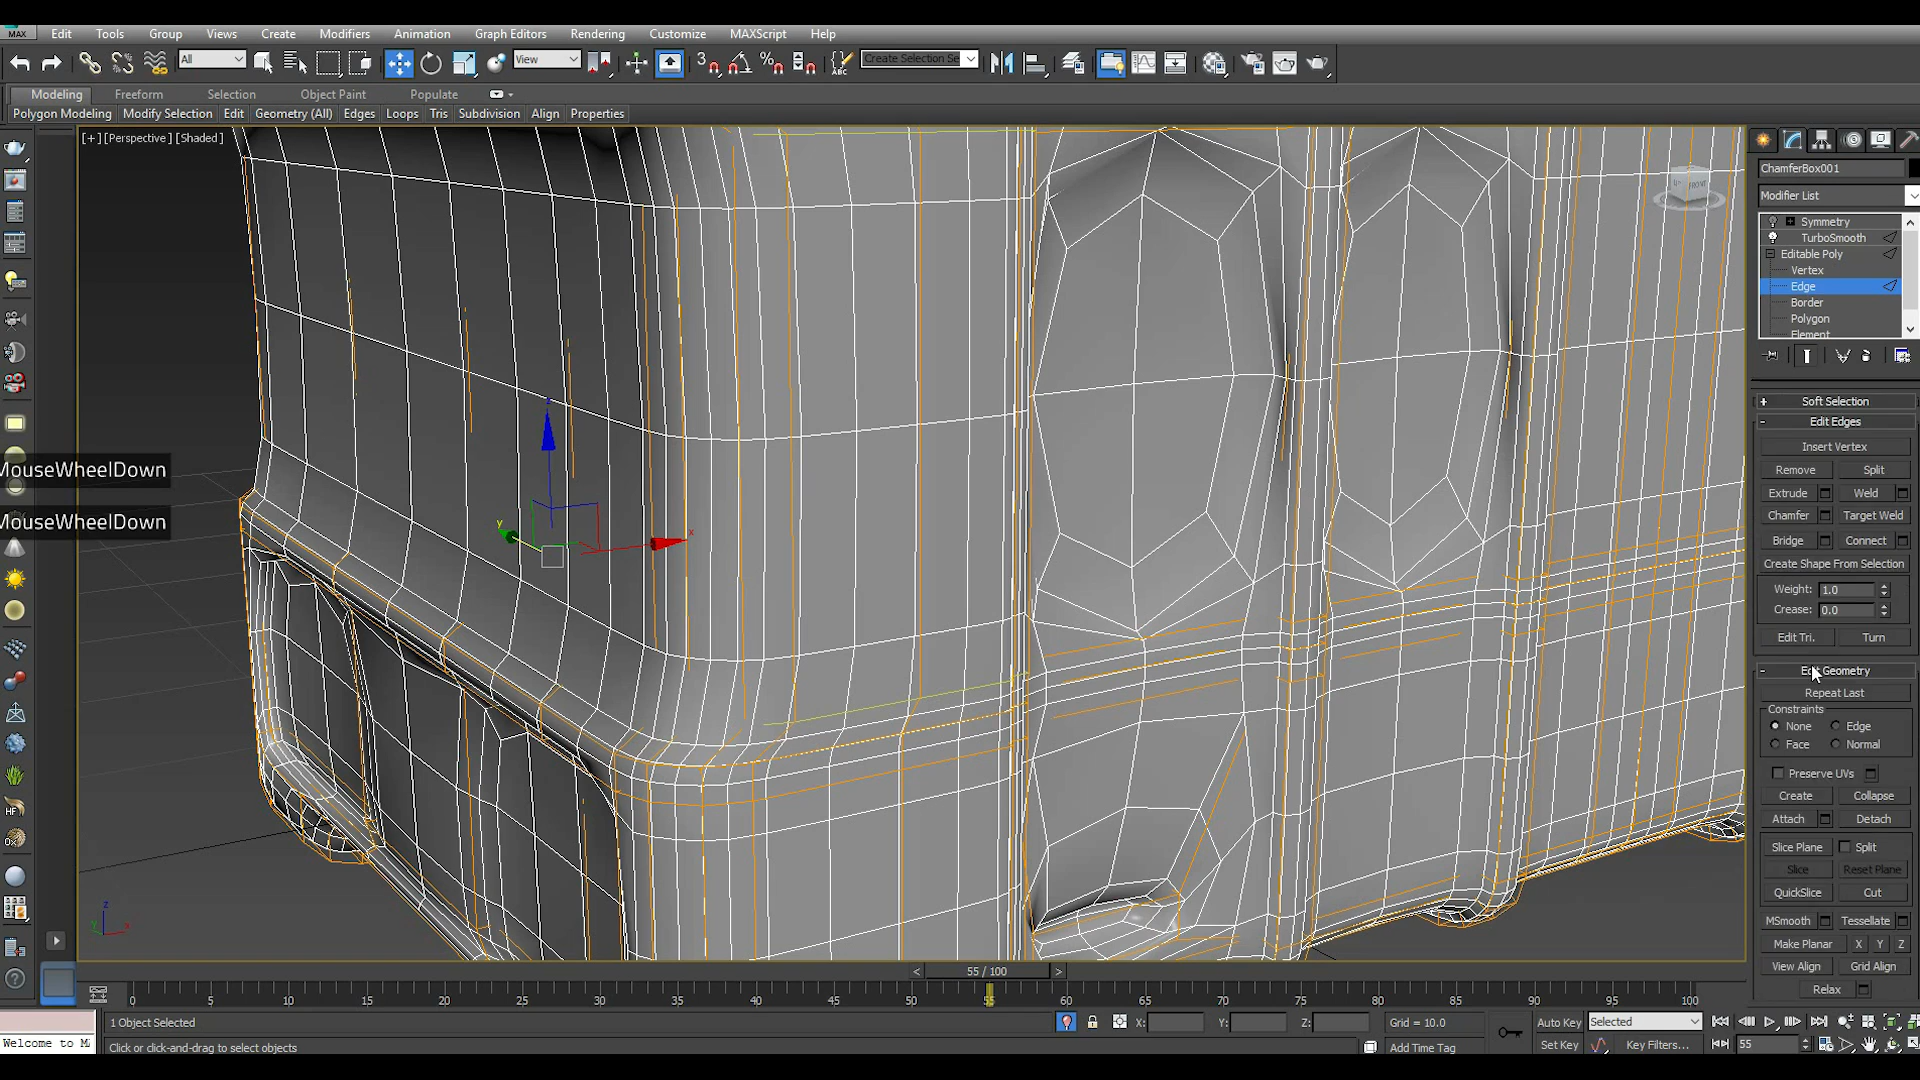 MAX Edit Tools Group Views Create Modifiers Animation Graph Editors Rendering Customize MAXScript Help
All View Create Selection Se
Modeling Freeform Selection Object Paint Populate
Polygon Modeling Modify Selection Edit Geometry (All) Edges Loops Tris Subdivision Align Properties
[+] [Perspective] [Shaded]
ChamferBox001
Modifier List
Symmetry
TurboSmooth
Editable Poly
Vertex
Edge
Border
Polygon
Element
MouseWheelDown
MouseWheelDown
z
y
x
FRONT
+ Soft Selection
- Edit Edges
Insert Vertex
Remove Split
Extrude Weld
Chamfer Target Weld
Bridge Connect
Create Shape From Selection
Weight: 1.0
Crease: 0.0
Edit Tri. Turn
- Edit Geometry
Repeat Last
Constraints
None Edge
Face Normal
Preserve UVs
Create Collapse
Attach Detach
Slice Plane Split
Slice Reset Plane
QuickSlice Cut
MSmooth Tessellate
Make Planar X Y Z
View Align Grid Align
Relax
z
y x
< 55 / 100 >
0 5 10 15 20 25 30 35 40 45 50 55 60 65 70 75 80 85 90 95 100
1 Object Selected X: Y: Z: Grid = 10.0 Auto Key Selected
Welcome to MA Click or click-and-drag to select objects Add Time Tag Set Key Key Filters... 55